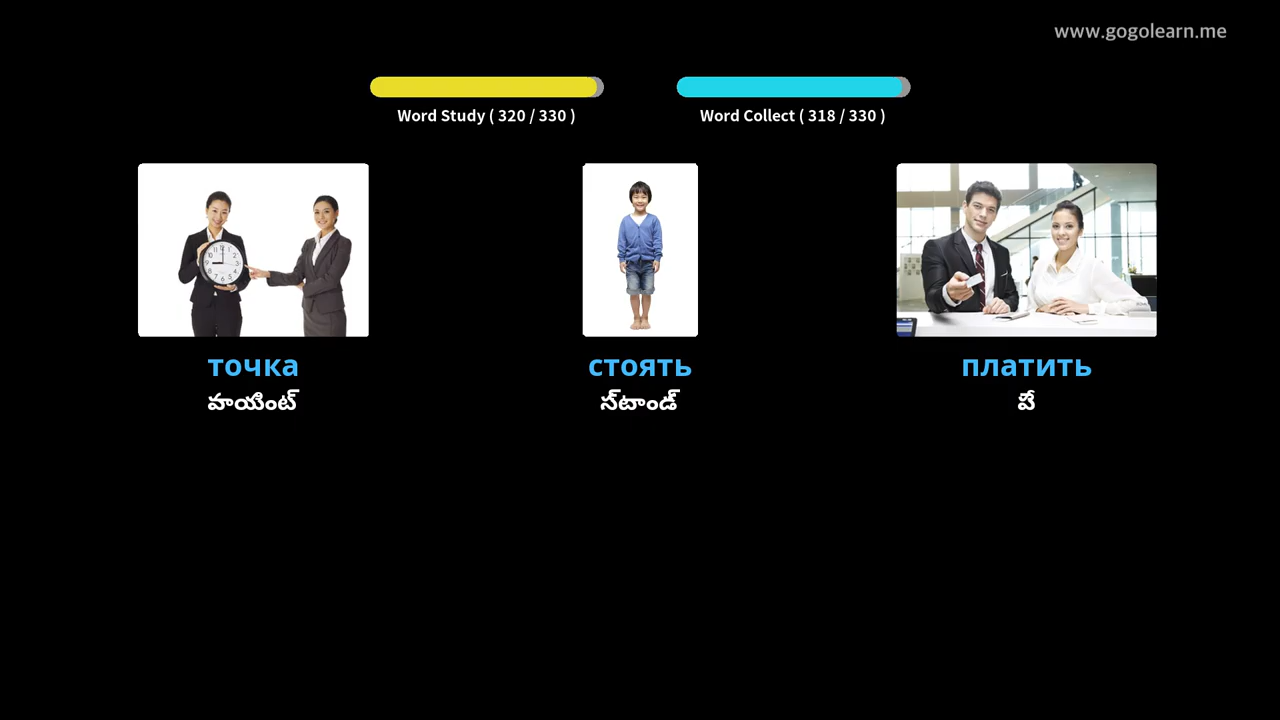 www.gogolearn.me
Word Study ( 320 / 330 )
Word Collect ( 318 / 330 )
точка
పాయింట్
стоять
స్టాండ్
платить
పే